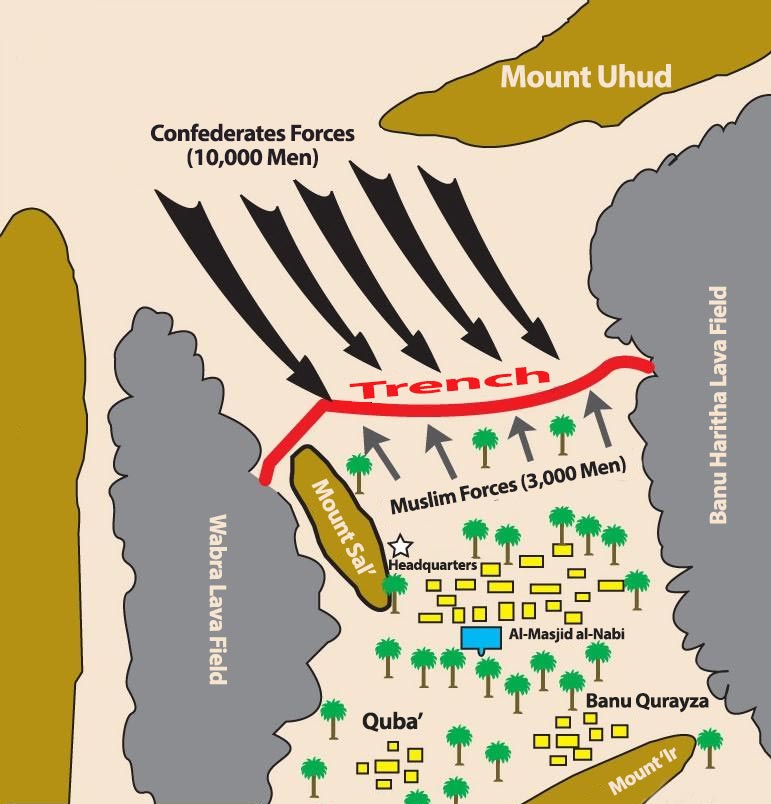 Mount Uhud
Confederates Forces
(10,000 Men)
Trench
Banu Haritha Lava Field
Muslim Forces (3,000 Men)
Mount Sal'
Wabra Lava Field
Headquarters
Al-Masjid al-Nabi
Banu Qurayza
Quba'
Mount'Ir